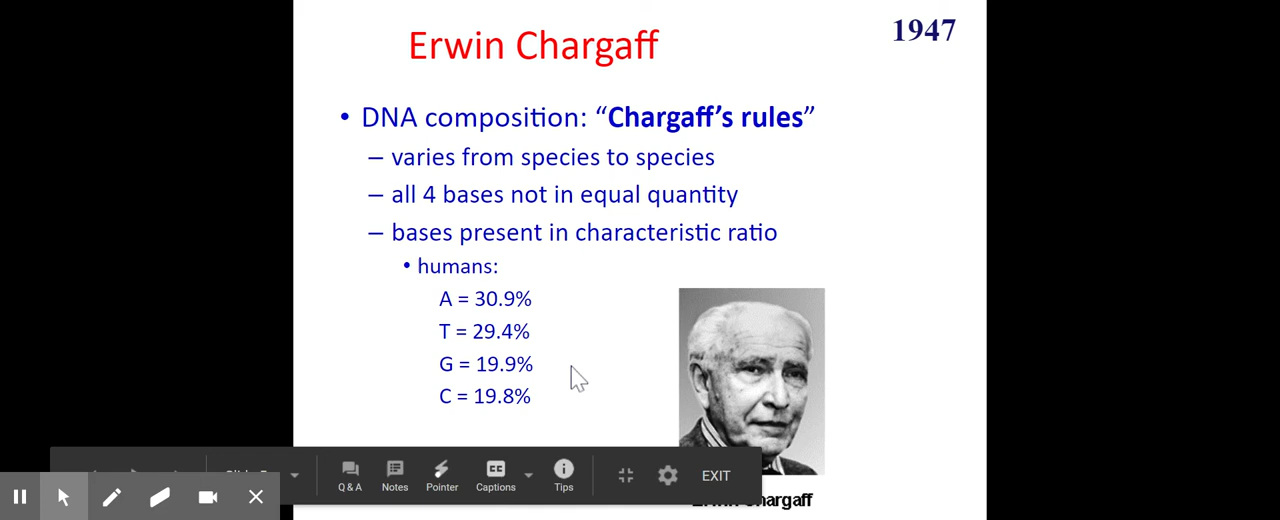 Erwin Chargaff
1947
• DNA composition: “Chargaff’s rules”
– varies from species to species
– all 4 bases not in equal quantity
– bases present in characteristic ratio
• humans:
A = 30.9%
T = 29.4%
G = 19.9%
C = 19.8%
Q & A
Notes
Pointer
CC
Captions
Tips
EXIT
Chargaff